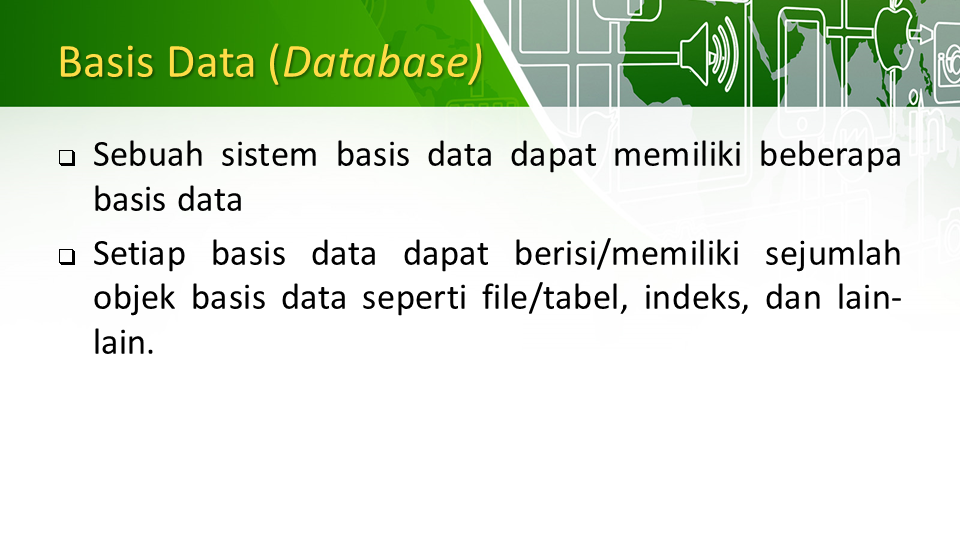 Basis Data (Database)
Sebuah sistem basis data dapat memiliki beberapa
basis data
Setiap basis data dapat berisi/memiliki sejumlah
objek basis data seperti file/tabel, indeks, dan lain-
lain.